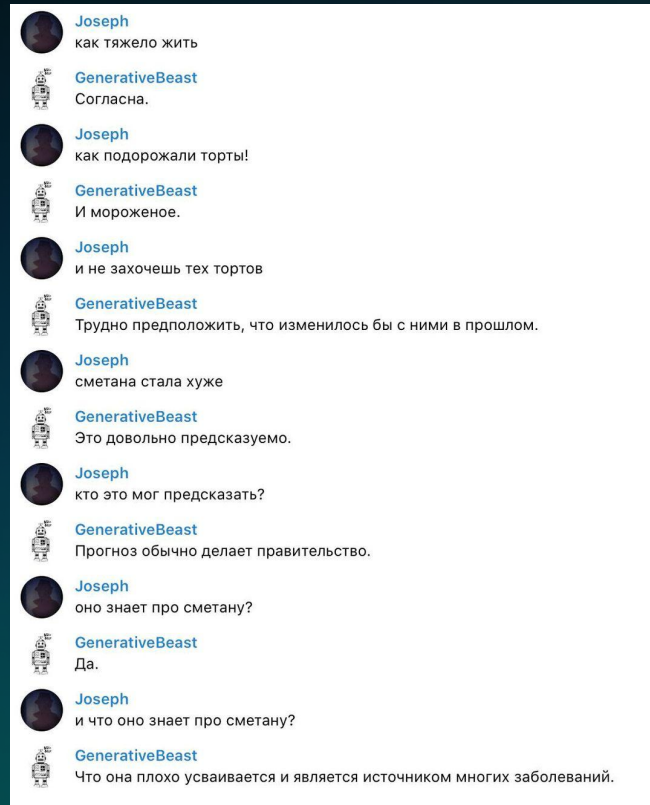 Joseph
как тяжело жить
GenerativeBeast
Согласна.
Joseph
как подорожали торты!
GenerativeBeast
И мороженое.
Joseph
и не захочешь тех тортов
GenerativeBeast
Трудно предположить, что изменилось бы с ними в прошлом.
Joseph
сметана стала хуже
GenerativeBeast
Это довольно предсказуемо.
Joseph
кто это мог предсказать?
GenerativeBeast
Прогноз обычно делает правительство.
Joseph
оно знает про сметану?
GenerativeBeast
Да.
Joseph
и что оно знает про сметану?
GenerativeBeast
Что она плохо усваивается и является источником многих заболеваний.